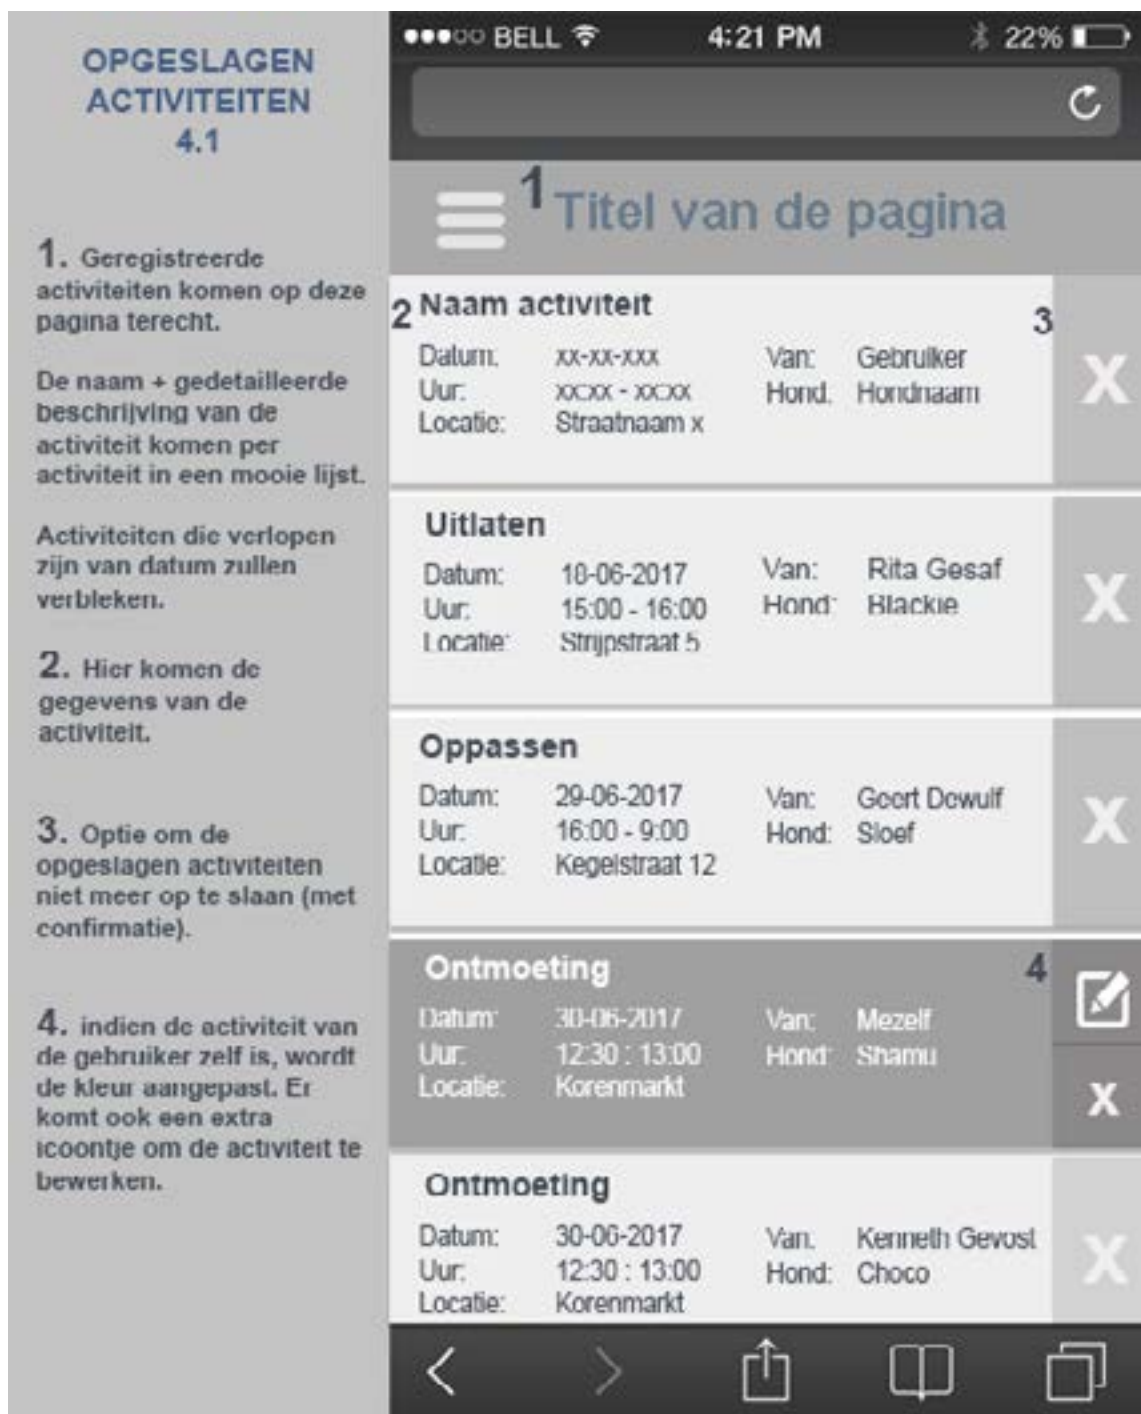 OPGESLAGEN
ACTIVITEITEN
4.1
1. Geregistreerde
activiteiten komen op deze
pagina terecht.
De naam + gedetailleerde
beschrijving van de
activiteit komen per
activiteit in een mooie lijst.
Activiteiten die verlopen
zijn van datum zullen
verbleken.
2. Hier komen de
gegevens van de
activiteit.
3. Optie om de
opgeslagen activiteiten
niet meer op te slaan (met
confirmatie).
4. indien de activiteit van
de gebruiker zelf is, wordt
de kleur aangepast. Er
komt ook een extra
icoontje om de activiteit te
bewerken.
BELL 4:21 PM 22%
1 Titel van de pagina
2 Naam activiteit 3
Datum: xx-xx-xxx Van: Gebruiker
Uur: xx:xx - xx:xx Hond: Hondnaam
Locatie: Straatnaam x
X
Uitlaten
Datum: 18-06-2017 Van: Rita Gesaf
Uur: 15:00 - 16:00 Hond: Blackie
Locatie: Strijpstraat 5
X
Oppassen
Datum: 29-06-2017 Van: Geert Dewulf
Uur: 16:00 - 9:00 Hond: Sloef
Locatie: Kegelstraat 12
X
Ontmoeting 4
Datum: 30-06-2017 Van: Mezelf
Uur: 12:30 : 13:00 Hond: Shamu
Locatie: Korenmarkt
X
Ontmoeting
Datum: 30-06-2017 Van: Kenneth Gevost
Uur: 12:30 : 13:00 Hond: Choco
Locatie: Korenmarkt
X